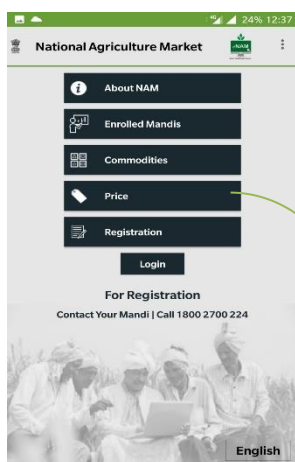 24% 12:37
National Agriculture Market
About NAM
Enrolled Mandis
Commodities
Price
Registration
Login
For Registration
Contact Your Mandi | Call 1800 2700 224
English